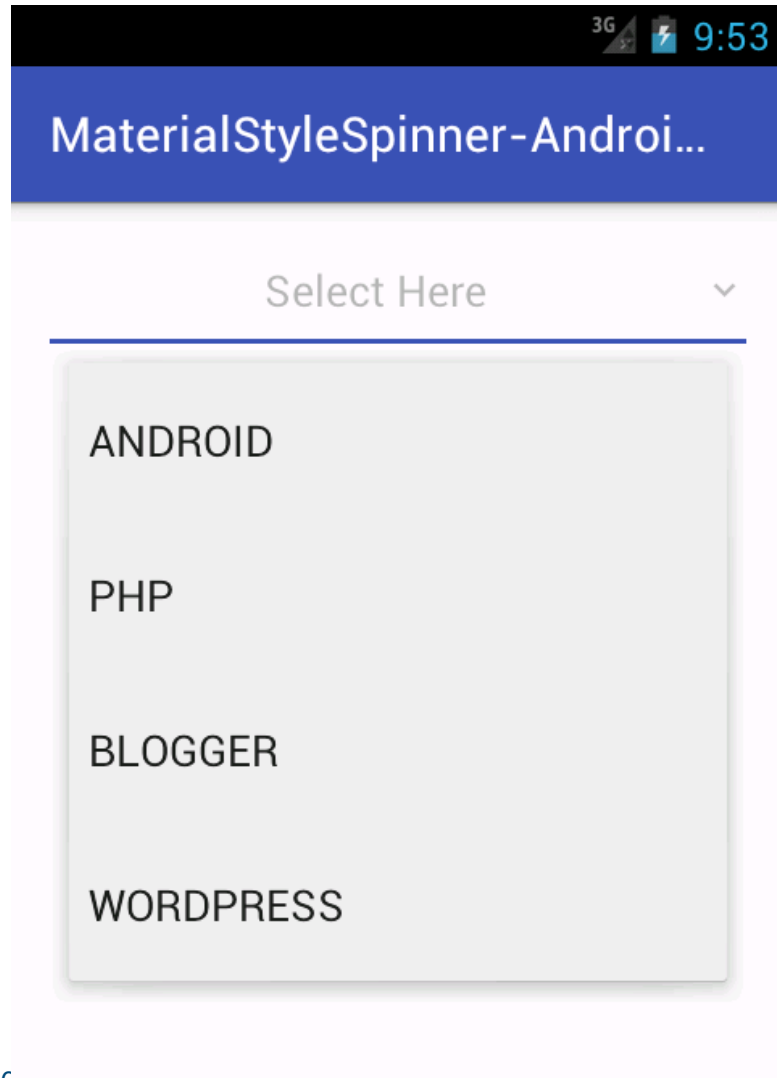 3G 9:53
MaterialStyleSpinner-Androi...
Select Here
ANDROID
PHP
BLOGGER
WORDPRESS